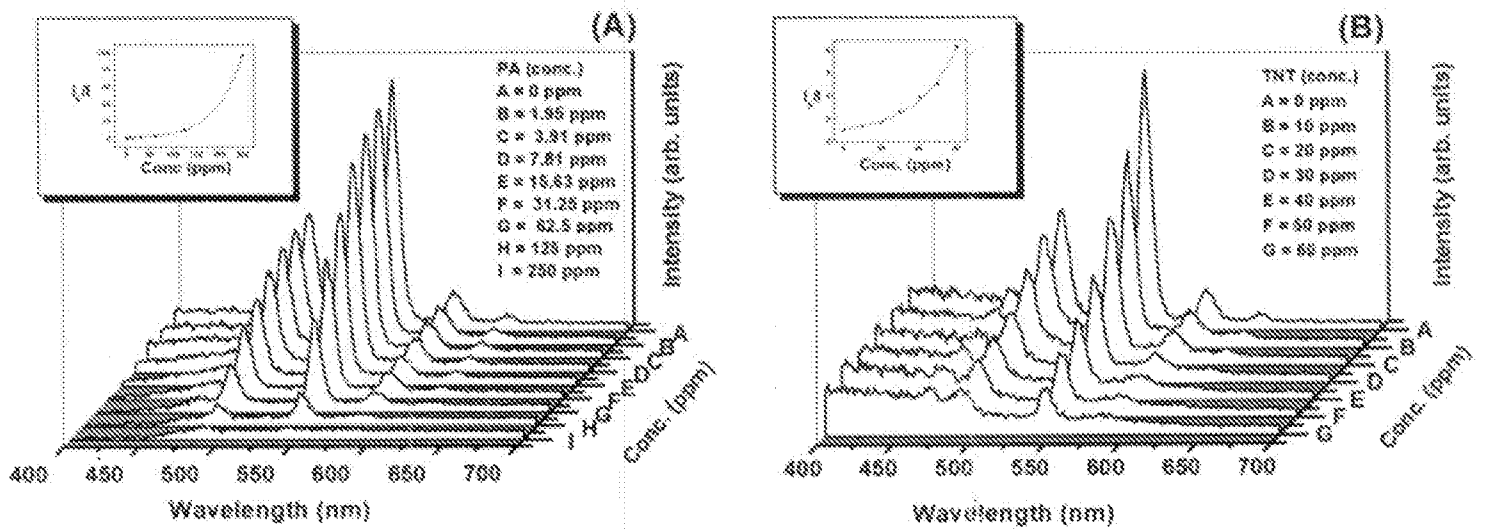 (A)
PA (conc.)
A = 0 ppm
B = 1.95 ppm
C = 3.91 ppm
D = 7.81 ppm
E = 15.63 ppm
F = 31.25 ppm
G = 62.5 ppm
H = 125 ppm
I = 250 ppm
Conc (ppm)
Intensity (arb. units)
A
B
C
D
E
F
G
H
I
Conc. (ppm)
400 450 500 550 600 650 700
Wavelength (nm)
(B)
TNT (conc.)
A = 0 ppm
B = 10 ppm
C = 20 ppm
D = 30 ppm
E = 40 ppm
F = 50 ppm
G = 60 ppm
Conc. (ppm)
Intensity (arb. units)
A
B
C
D
E
F
G
Conc. (ppm)
400 450 500 550 600 650 700
Wavelength (nm)